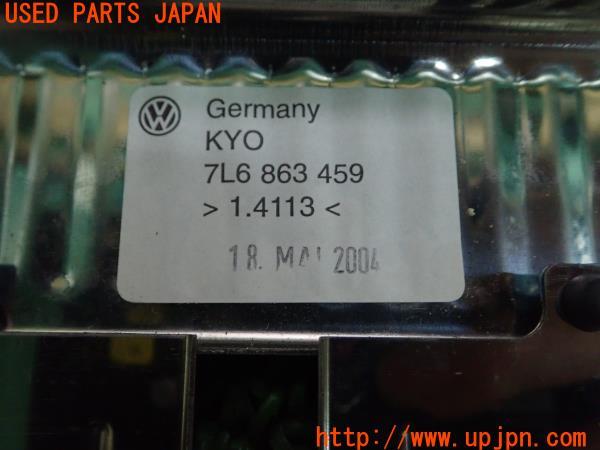 USED PARTS JAPAN
Germany
KYO
7L6 863 459
> 1.4113 <
18. MAI 2004
http://www.upjpn.com/